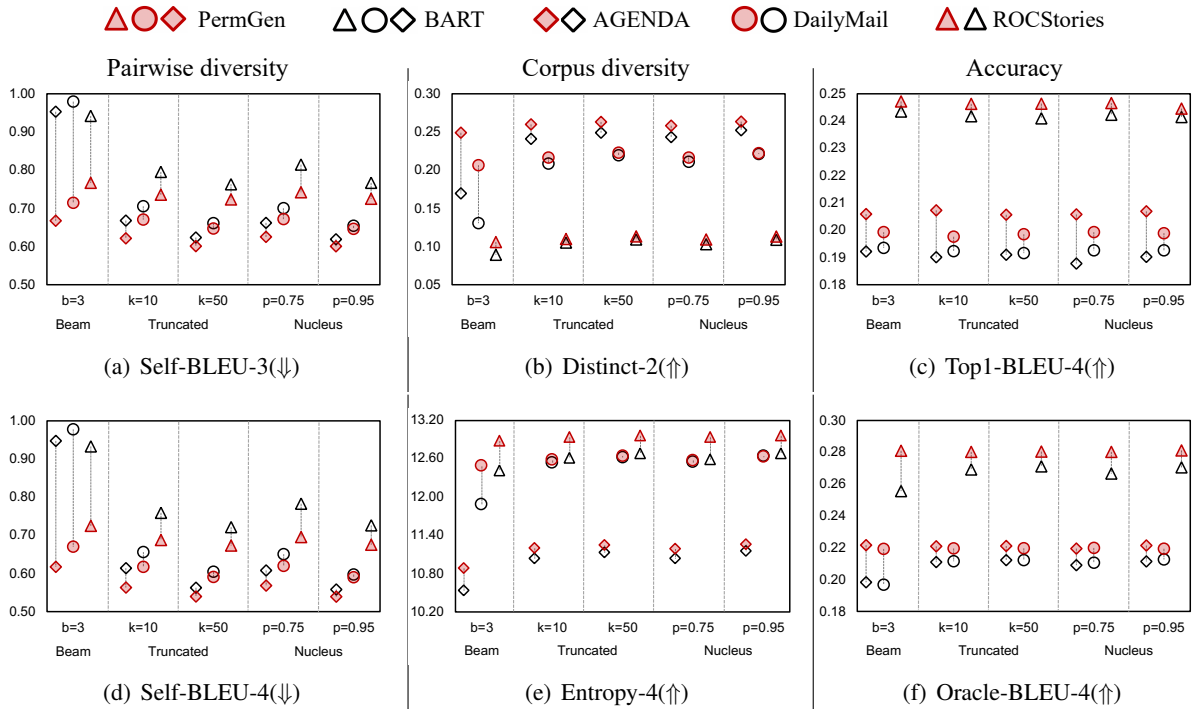 PermGen BART AGENDA DailyMail ROCStories
Pairwise diversity Corpus diversity Accuracy
1.00
0.90
0.80
0.70
0.60
0.50
b=3 k=10 k=50 p=0.75 p=0.95
Beam Truncated Nucleus
(a) Self-BLEU-3(⇓)
0.30
0.25
0.20
0.15
0.10
0.05
b=3 k=10 k=50 p=0.75 p=0.95
Beam Truncated Nucleus
(b) Distinct-2(⇑)
0.25
0.24
0.23
0.22
0.21
0.20
0.19
0.18
b=3 k=10 k=50 p=0.75 p=0.95
Beam Truncated Nucleus
(c) Top1-BLEU-4(⇑)
1.00
0.90
0.80
0.70
0.60
0.50
b=3 k=10 k=50 p=0.75 p=0.95
Beam Truncated Nucleus
(d) Self-BLEU-4(⇓)
13.20
12.60
12.00
11.40
10.80
10.20
b=3 k=10 k=50 p=0.75 p=0.95
Beam Truncated Nucleus
(e) Entropy-4(⇑)
0.30
0.28
0.26
0.24
0.22
0.20
0.18
b=3 k=10 k=50 p=0.75 p=0.95
Beam Truncated Nucleus
(f) Oracle-BLEU-4(⇑)